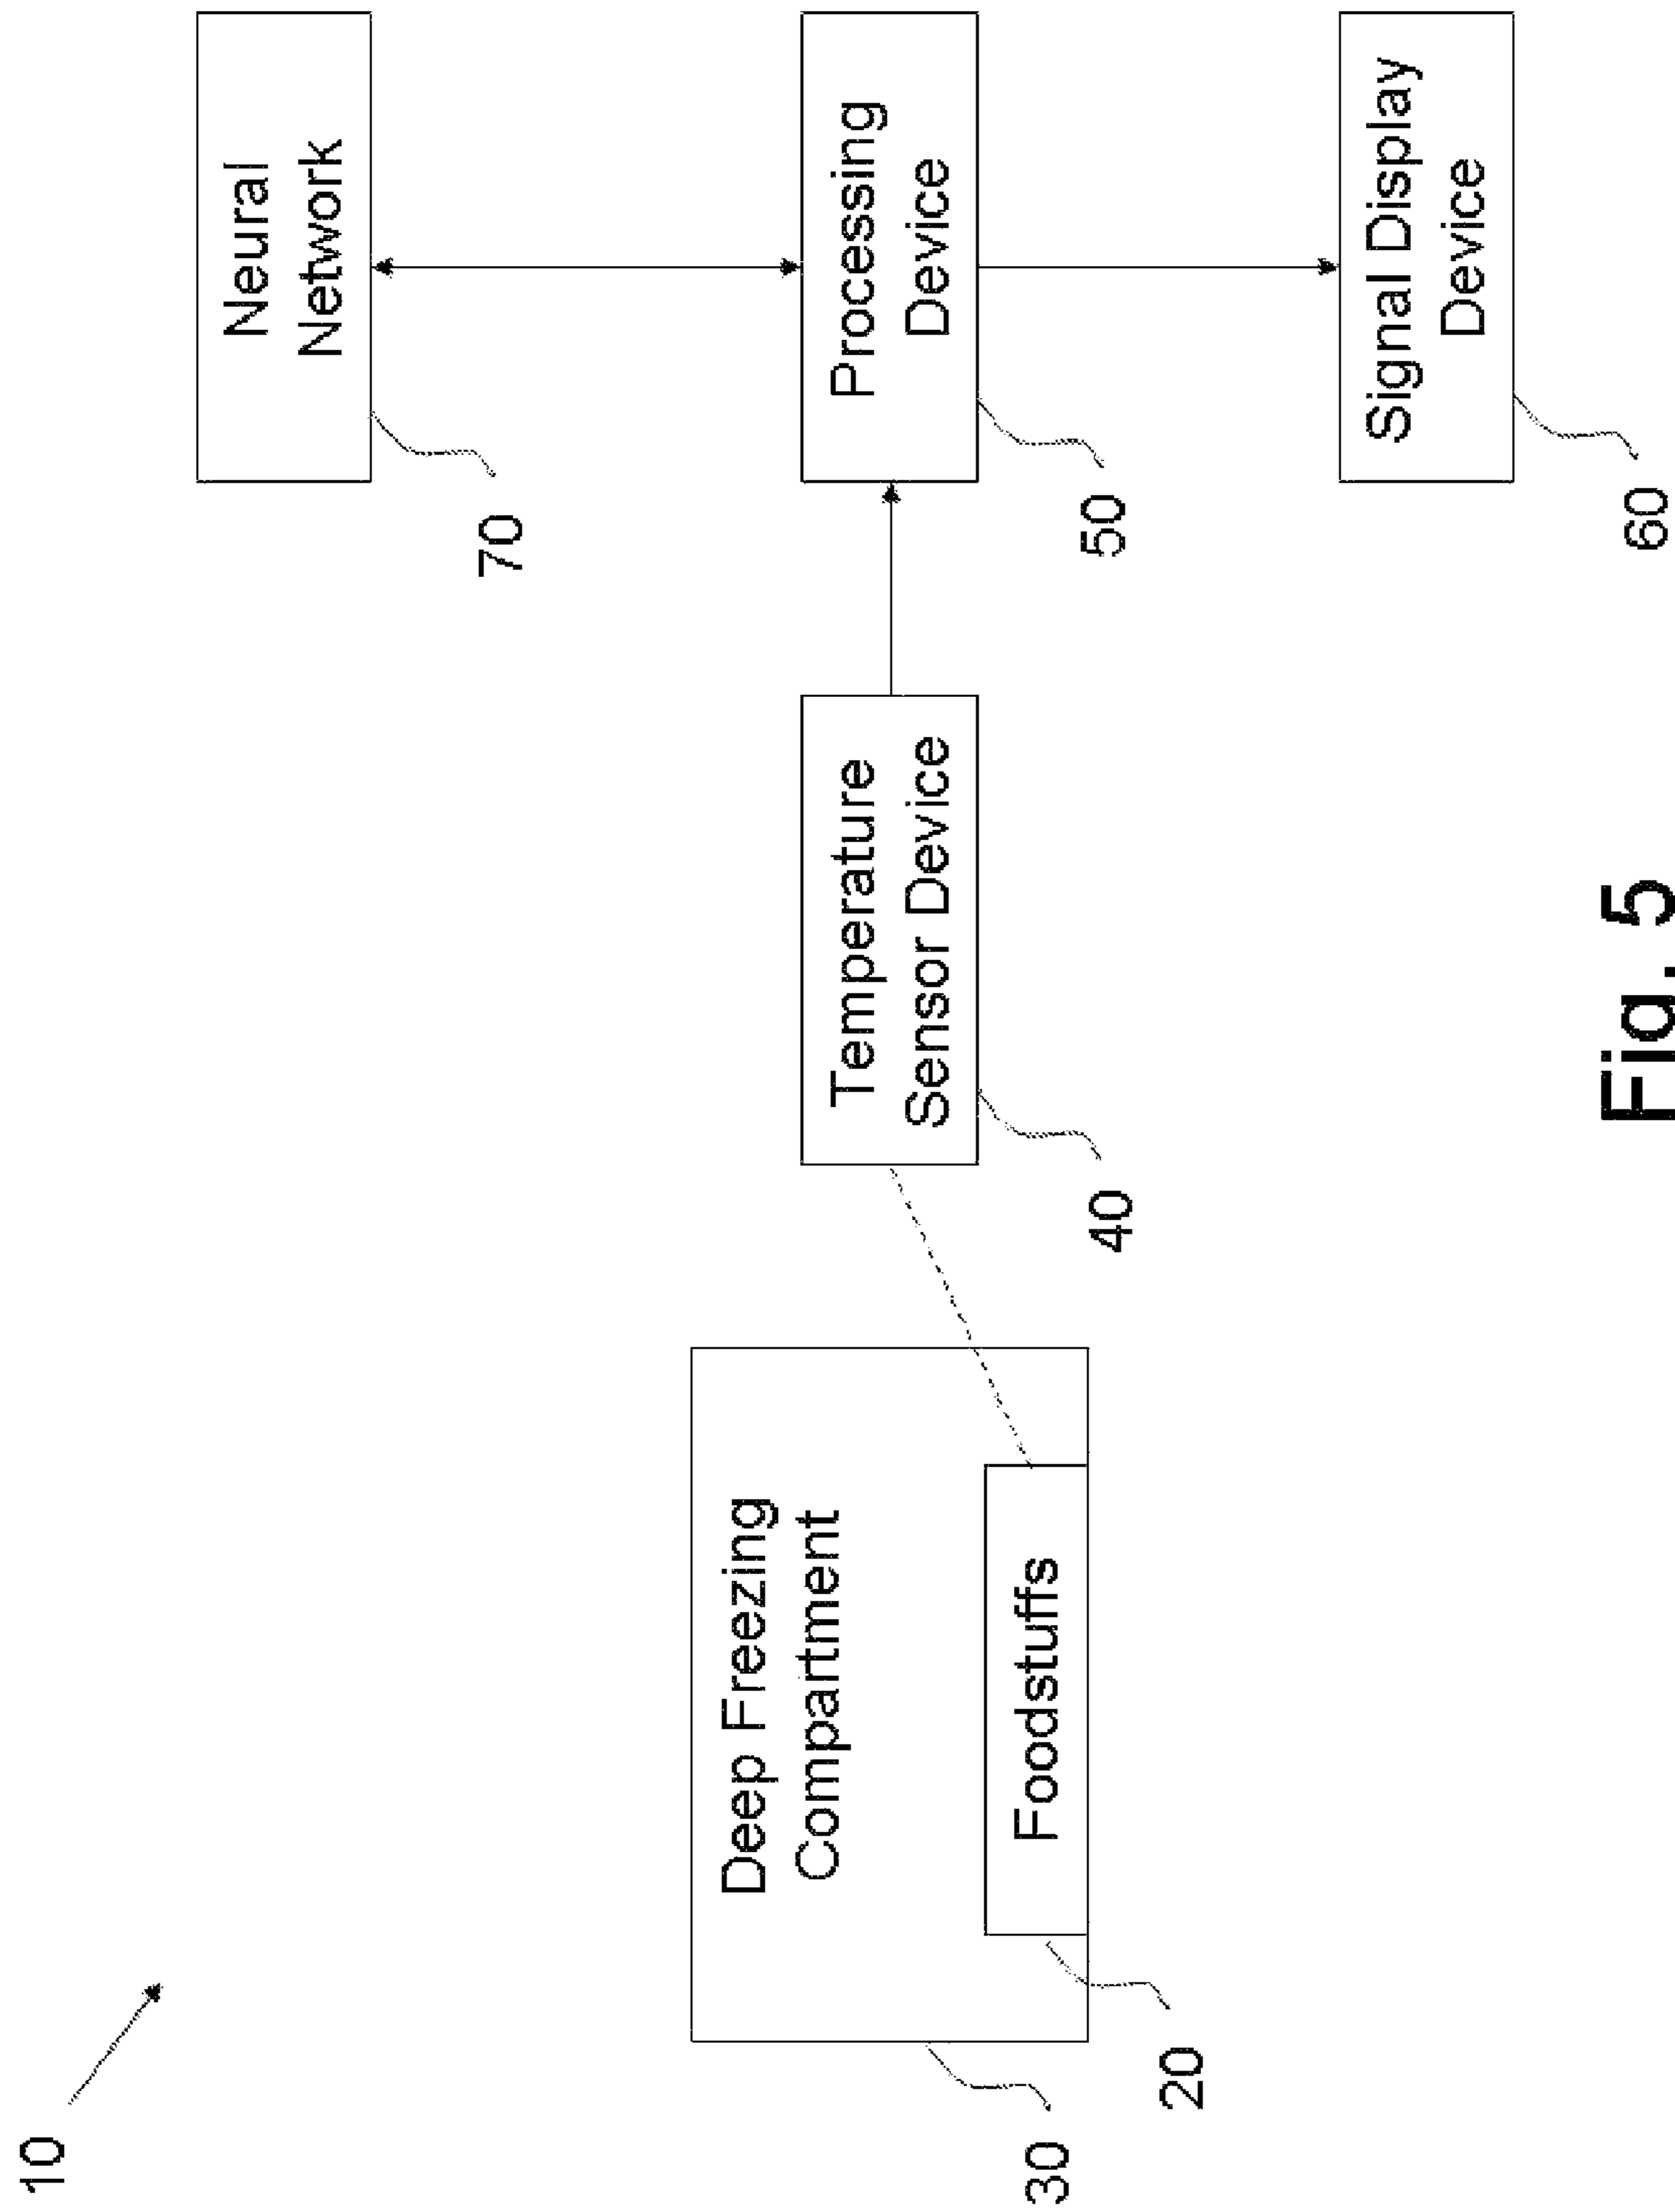 10
Neural
Network
70
Deep Freezing
Compartment
Foodstuffs
30
20
Temperature
Sensor Device
40
Processing
Device
50
Signal Display
Device
60
Fig. 5